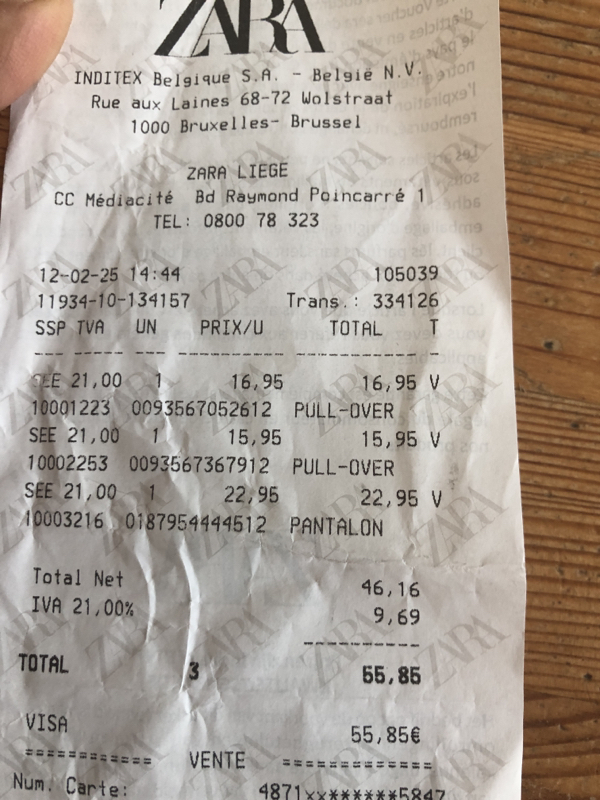 ZARA
INDITEX Belgique S.A. - België N.V.
Rue aux Laines 68-72 Wolstraat
1000 Bruxelles- Brussel
ZARA LIEGE
CC Médiacité Bd Raymond Poincarré 1
TEL: 0800 78 323
12-02-25 14:44 105039
11934-10-134157 Trans.: 334126
SSP TVA UN PRIX/U TOTAL T
SEE 21,00 1 16,95 16,95 V
10001223 0093567052612 PULL-OVER
SEE 21,00 1 15,95 15,95 V
10002253 0093567367912 PULL-OVER
SEE 21,00 1 22,95 22,95 V
10003216 0187954444512 PANTALON
Total Net 46,16
IVA 21,00% 9,69
TOTAL 3 55,85
VISA 55,85€
============ VENTE =============
Num. Carte: 4871xx******5847